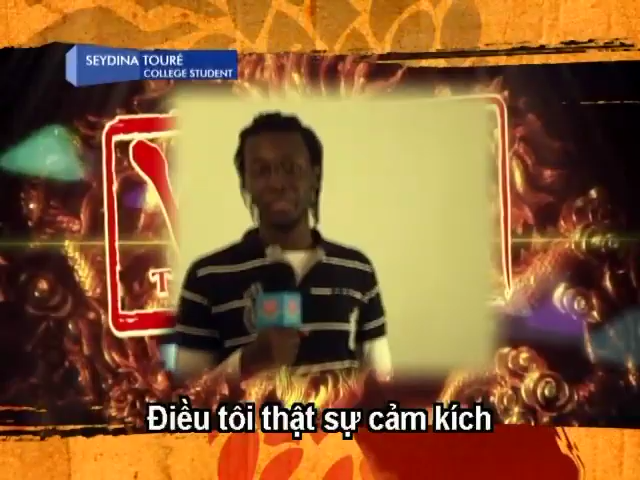 SEYDINA TOURÉ
COLLEGE STUDENT
Điều tôi thật sự cảm kích